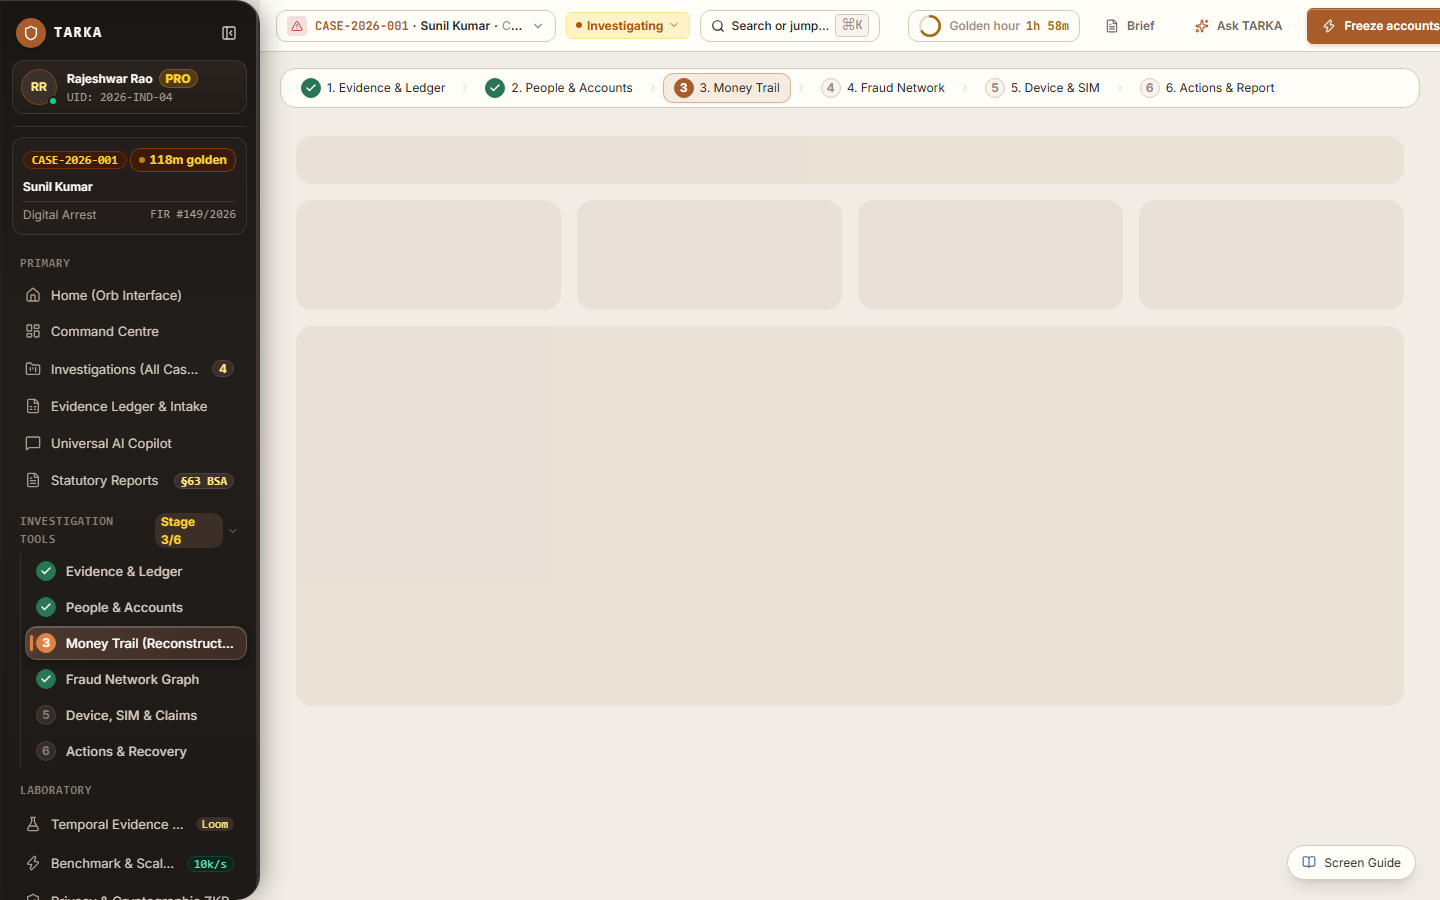 TARKA
RR
Rajeshwar Rao PRO
UID: 2026-IND-04
CASE-2026-001 118m golden
Sunil Kumar
Digital Arrest FIR #149/2026
PRIMARY
Home (Orb Interface)
Command Centre
Investigations (All Cas... 4
Evidence Ledger & Intake
Universal AI Copilot
Statutory Reports §63 BSA
INVESTIGATION TOOLS Stage 3/6
Evidence & Ledger
People & Accounts
3 Money Trail (Reconstruct...
Fraud Network Graph
5 Device, SIM & Claims
6 Actions & Recovery
LABORATORY
Temporal Evidence ... Loom
Benchmark & Scal... 10k/s
CASE-2026-001 · Sunil Kumar · C... Investigating Search or jump... ⌘K Golden hour 1h 58m Brief Ask TARKA Freeze accounts
1. Evidence & Ledger 2. People & Accounts 3 3. Money Trail 4 4. Fraud Network 5 5. Device & SIM 6 6. Actions & Report
Screen Guide